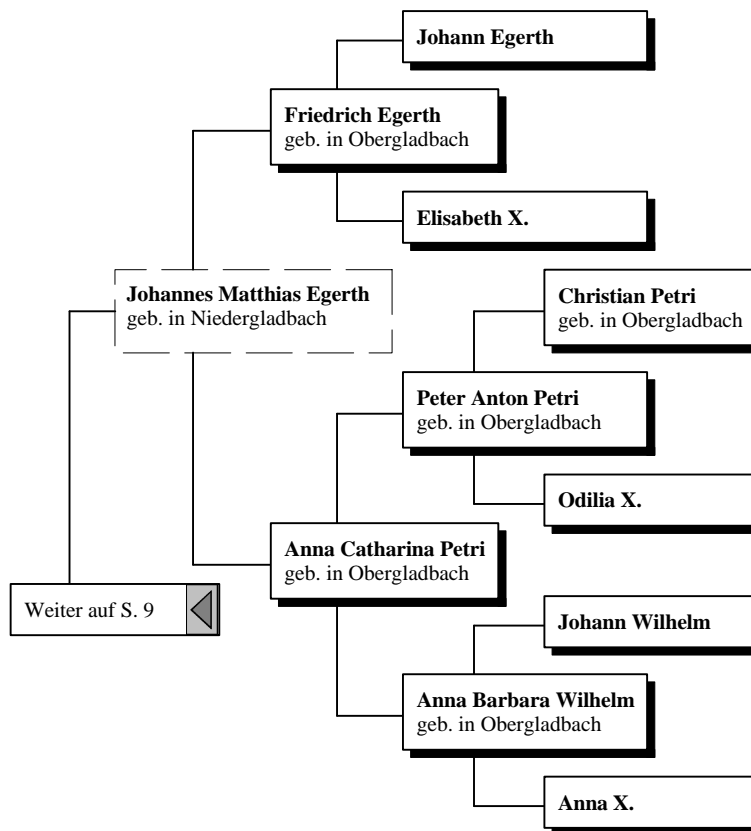 Johann Egerth
Friedrich Egerth
geb. in Obergladbach
Elisabeth X.
Johannes Matthias Egerth
geb. in Niedergladbach
Christian Petri
geb. in Obergladbach
Peter Anton Petri
geb. in Obergladbach
Odilia X.
Anna Catharina Petri
geb. in Obergladbach
Weiter auf S. 9
Johann Wilhelm
Anna Barbara Wilhelm
geb. in Obergladbach
Anna X.